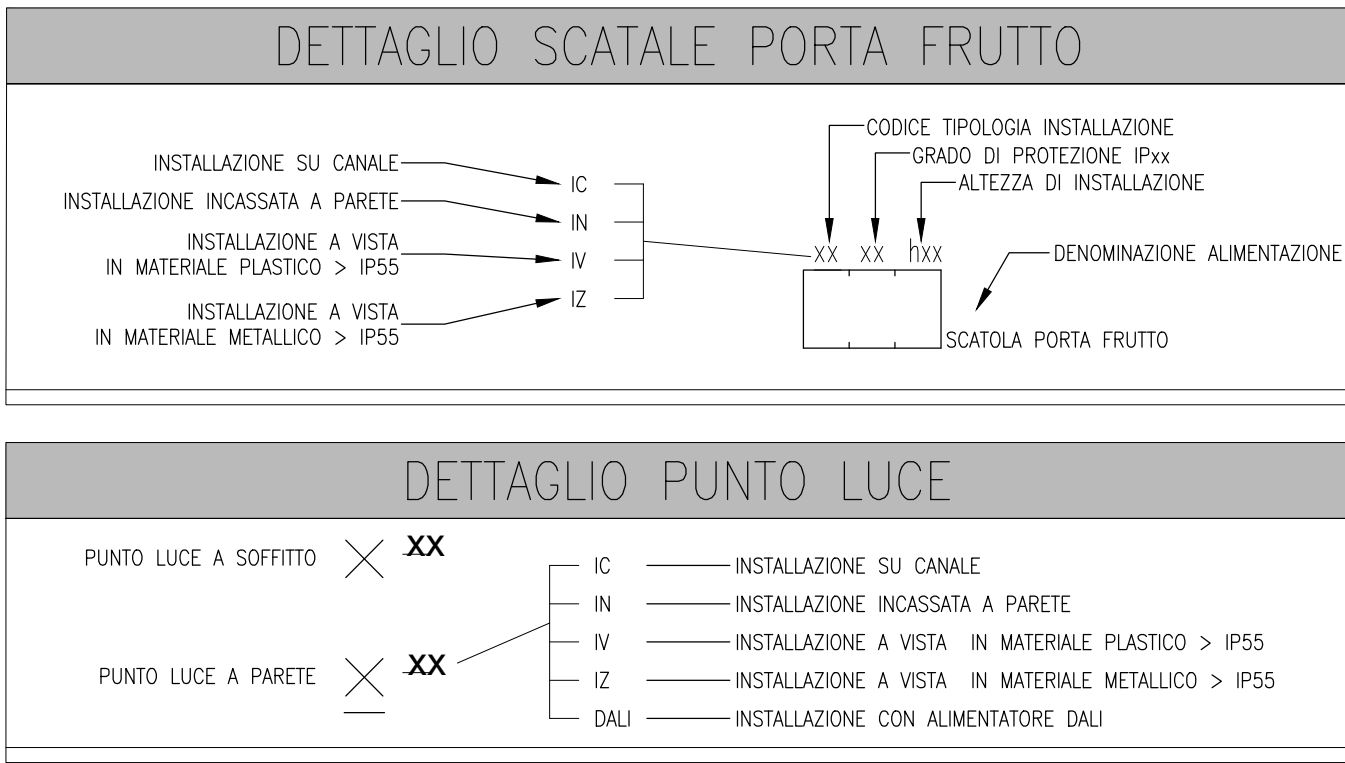 DETTAGLIO SCATALE PORTA FRUTTO
CODICE TIPOLOGIA INSTALLAZIONE
GRADO DI PROTEZIONE IPxx
ALTEZZA DI INSTALLAZIONE
INSTALLAZIONE SU CANALE
IC
INSTALLAZIONE INCASSATA A PARETE
IN
INSTALLAZIONE A VISTA
IN MATERIALE PLASTICO > IP55
IV
INSTALLAZIONE A VISTA
IN MATERIALE METALLICO > IP55
IZ
xx xx hxx
DENOMINAZIONE ALIMENTAZIONE
SCATOLA PORTA FRUTTO
DETTAGLIO PUNTO LUCE
PUNTO LUCE A SOFFITTO
XX
PUNTO LUCE A PARETE
XX
IC INSTALLAZIONE SU CANALE
IN INSTALLAZIONE INCASSATA A PARETE
IV INSTALLAZIONE A VISTA IN MATERIALE PLASTICO > IP55
IZ INSTALLAZIONE A VISTA IN MATERIALE METALLICO > IP55
DALI INSTALLAZIONE CON ALIMENTATORE DALI